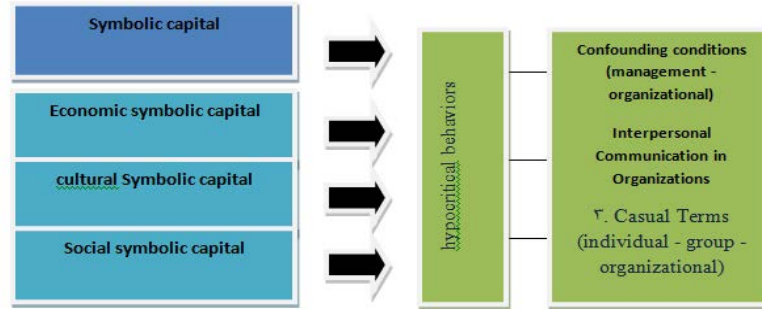 Symbolic capital
Economic symbolic capital
cultural Symbolic capital
Social symbolic capital
hypocritical behaviors
Confounding conditions
(management -
organizational)
Interpersonal
Communication in
Organizations
۳. Casual Terms
(individual - group -
organizational)